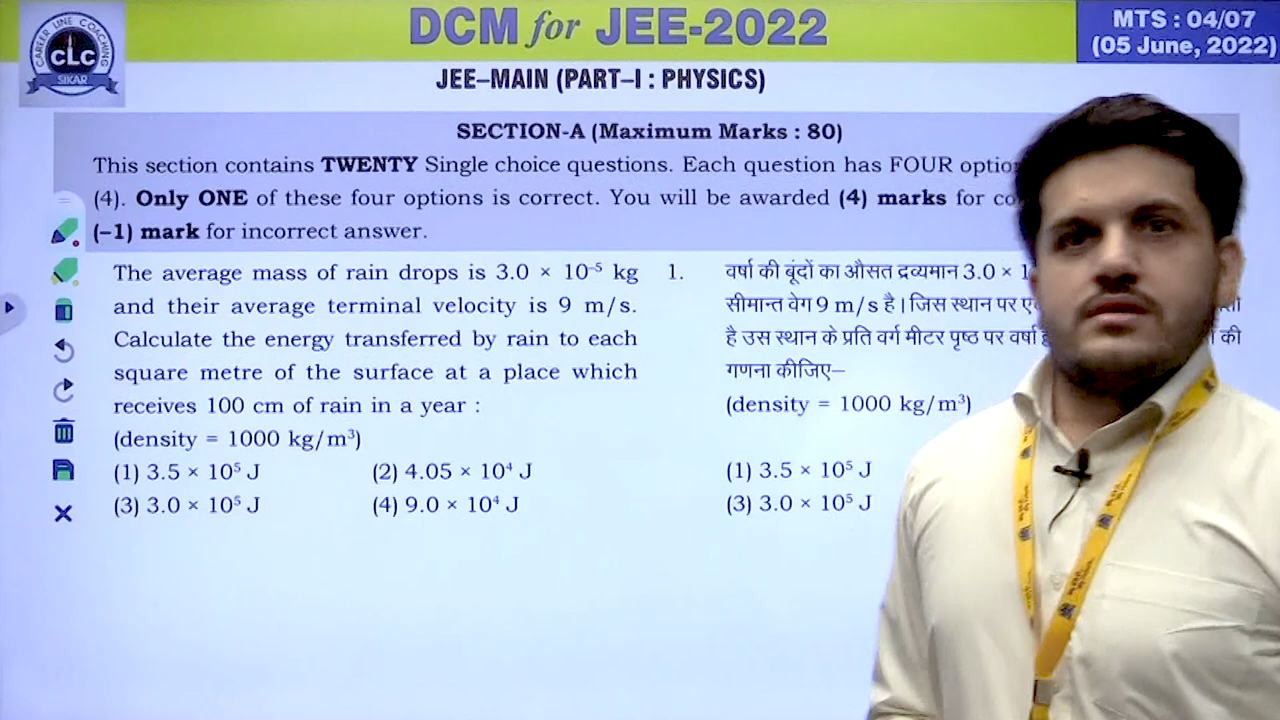 DCM for JEE-2022
MTS : 04/07
(05 June, 2022)
CAREER LINE COACHING
CLC
SIKAR
JEE–MAIN (PART–I : PHYSICS)
SECTION-A (Maximum Marks : 80)
This section contains TWENTY Single choice questions. Each question has FOUR
(4). Only ONE of these four options is correct. You will be awarded (4) marks for
(–1) mark for incorrect answer.
The average mass of rain drops is 3.0 × 10⁻⁵ kg
and their average terminal velocity is 9 m/s.
Calculate the energy transferred by rain to each
square metre of the surface at a place which
receives 100 cm of rain in a year :
(density = 1000 kg/m³)
(1) 3.5 × 10⁵ J (2) 4.05 × 10⁴ J
(3) 3.0 × 10⁵ J (4) 9.0 × 10⁴ J
1. वर्षा की बूंदों का औसत द्रव्यमान 3.0 ×
सीमान्त वेग 9 m/s है। जिस स्थान पर
है उस स्थान के प्रति वर्ग मीटर पृष्ठ पर वर्षा की
गणना कीजिए–
(density = 1000 kg/m³)
(1) 3.5 × 10⁵ J
(3) 3.0 × 10⁵ J